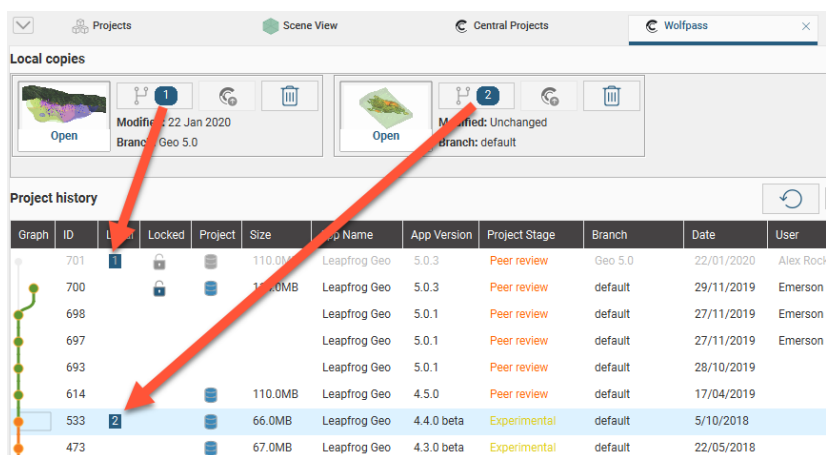 Projects Scene View Central Projects Wolfpass
Local copies
1 2
Modified: 22 Jan 2020 Modified: Unchanged
Open Branch: Geo 5.0 Open Branch: default
Project history
Graph ID Locked Project Size App Name App Version Project Stage Branch Date User
701 1 110.0MB Leapfrog Geo 5.0.3 Peer review Geo 5.0 22/01/2020 Alex Rock
700 Leapfrog Geo 5.0.3 Peer review default 29/11/2019 Emerson
698 Leapfrog Geo 5.0.1 Peer review default 27/11/2019 Emerson
697 Leapfrog Geo 5.0.1 Peer review default 27/11/2019 Emerson
693 Leapfrog Geo 5.0.1 Peer review default 28/10/2019
614 110.0MB Leapfrog Geo 4.5.0 Peer review default 17/04/2019
533 2 66.0MB Leapfrog Geo 4.4.0 beta Experimental default 5/10/2018
473 67.0MB Leapfrog Geo 4.3.0 beta Experimental default 22/05/2018